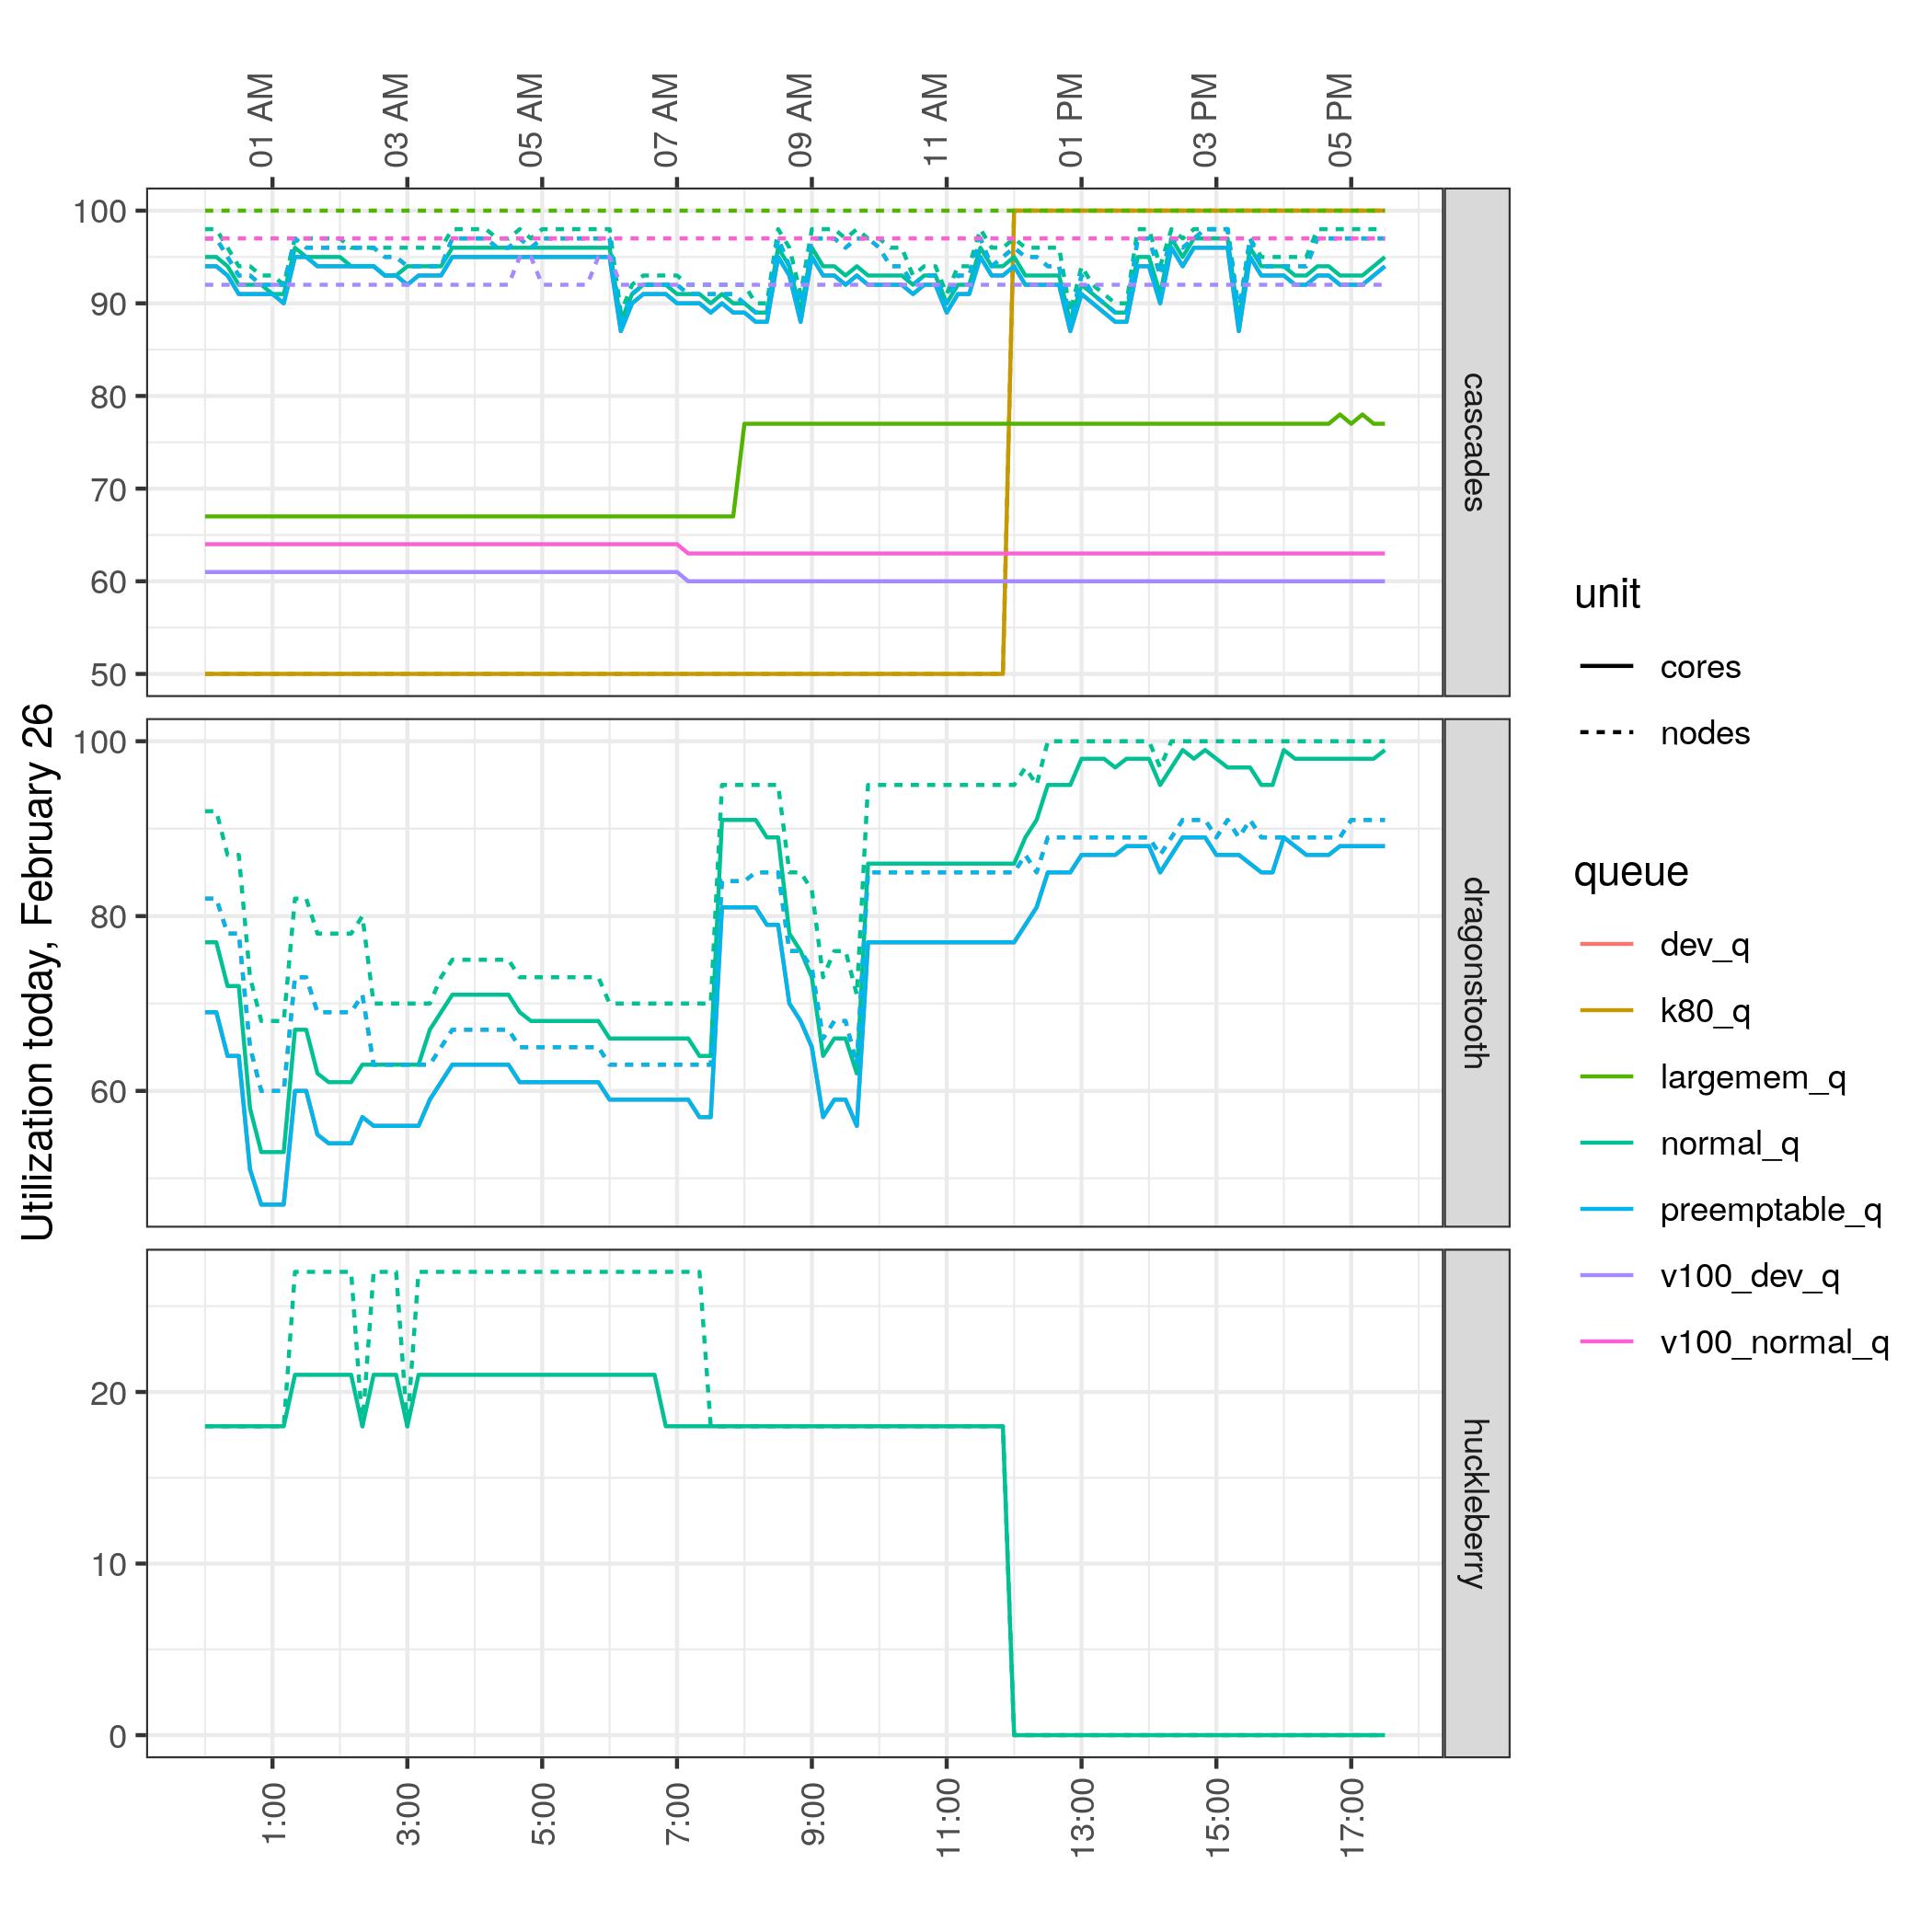 01 AM
03 AM
05 AM
07 AM
09 AM
11 AM
01 PM
03 PM
05 PM
Utilization today, February 26
100
90
80
70
60
50
cascades
100
80
60
dragonstooth
20
10
0
huckleberry
1:00
3:00
5:00
7:00
9:00
11:00
13:00
15:00
17:00
unit
cores
nodes
queue
dev_q
k80_q
largemem_q
normal_q
preemptable_q
v100_dev_q
v100_normal_q